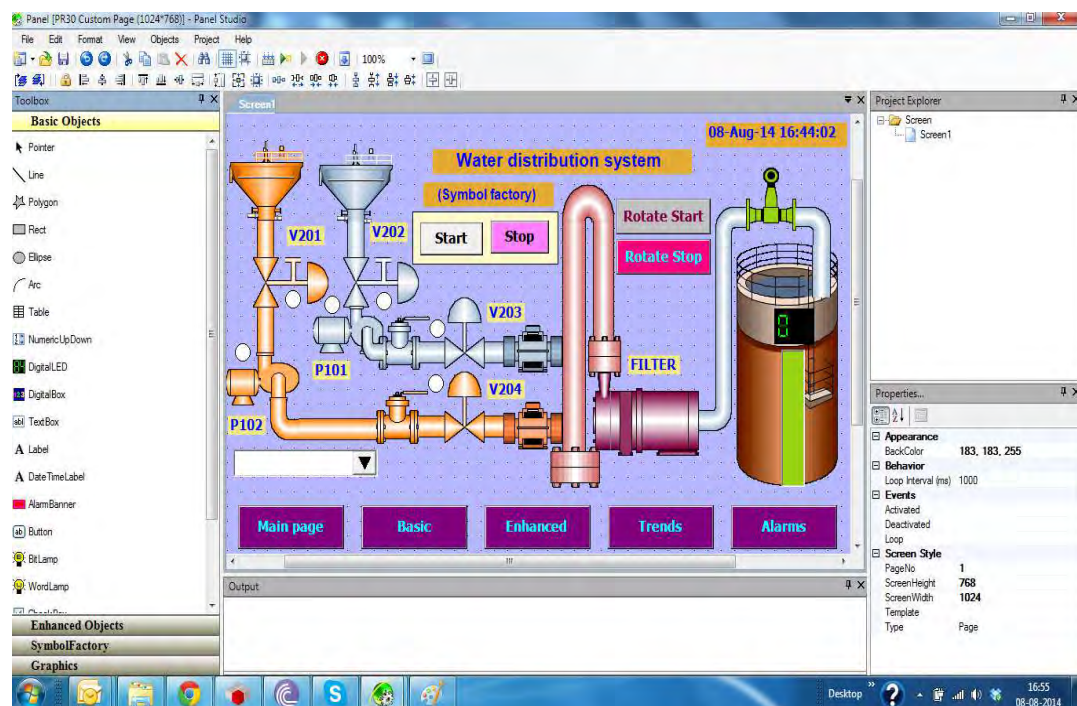 Panel [PR30 Custom Page (1024*768)] - Panel Studio
File Edit Format View Objects Project Help
100%
Toolbox
Basic Objects
Pointer
Line
Polygon
Rect
Ellipse
Arc
Table
NumericUpDown
DigitalLED
DigitalBox
TextBox
Label
DateTimeLabel
AlarmBanner
Button
BitLamp
WordLamp
Enhanced Objects
SymbolFactory
Graphics
Screen1
08-Aug-14 16:44:02
Water distribution system
(Symbol factory)
Start
Stop
Rotate Start
Rotate Stop
V201
V202
V203
P101
FILTER
V204
P102
0
Main page
Basic
Enhanced
Trends
Alarms
Output
Project Explorer
Screen
Screen1
Properties...
Appearance
BackColor 183, 183, 255
Behavior
Loop Interval (ms) 1000
Events
Activated
Deactivated
Loop
Screen Style
PageNo 1
ScreenHeight 768
ScreenWidth 1024
Template
Type Page
Desktop
16:55
08-08-2014